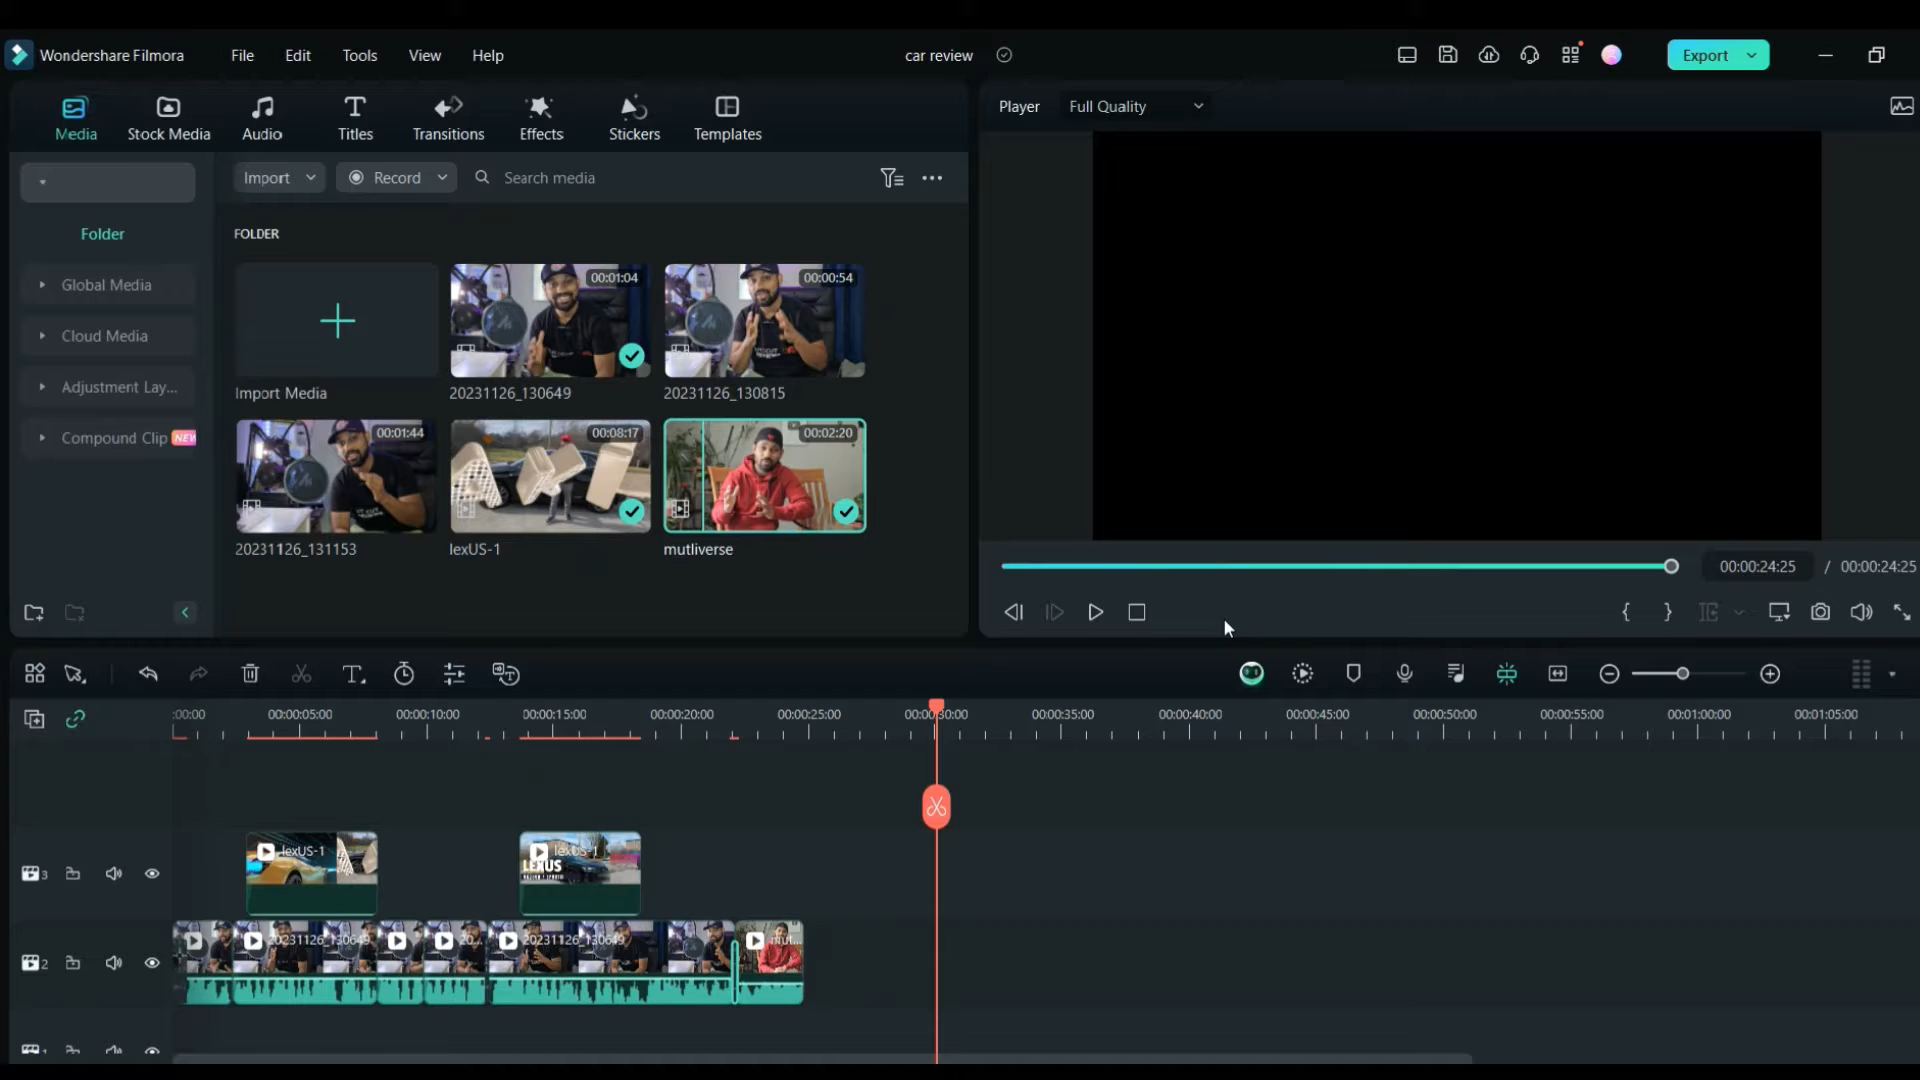 Wondershare Filmora
File
Edit
Tools
View
Help
car review
Export
Media
Stock Media
Audio
Titles
Transitions
Effects
Stickers
Templates
Player
Full Quality
Import
Record
Search media
Folder
FOLDER
Global Media
Cloud Media
Adjustment Lay...
Compound Clip NEW
00:01:04
00:00:54
Import Media
20231126_130649
20231126_130815
00:01:44
00:08:17
00:02:20
20231126_131153
lexUS-1
mutliverse
00:00:24:25 / 00:00:24:25
:00:00
00:00:05:00
00:00:10:00
00:00:15:00
00:00:20:00
00:00:25:00
00:00:30:00
00:00:35:00
00:00:40:00
00:00:45:00
00:00:50:00
00:00:55:00
00:01:00:00
00:01:05:00
3
lexUS-1
lexUS-1
LEXUS
2
20231126_130649
20...
20231126_130649
mut...
1